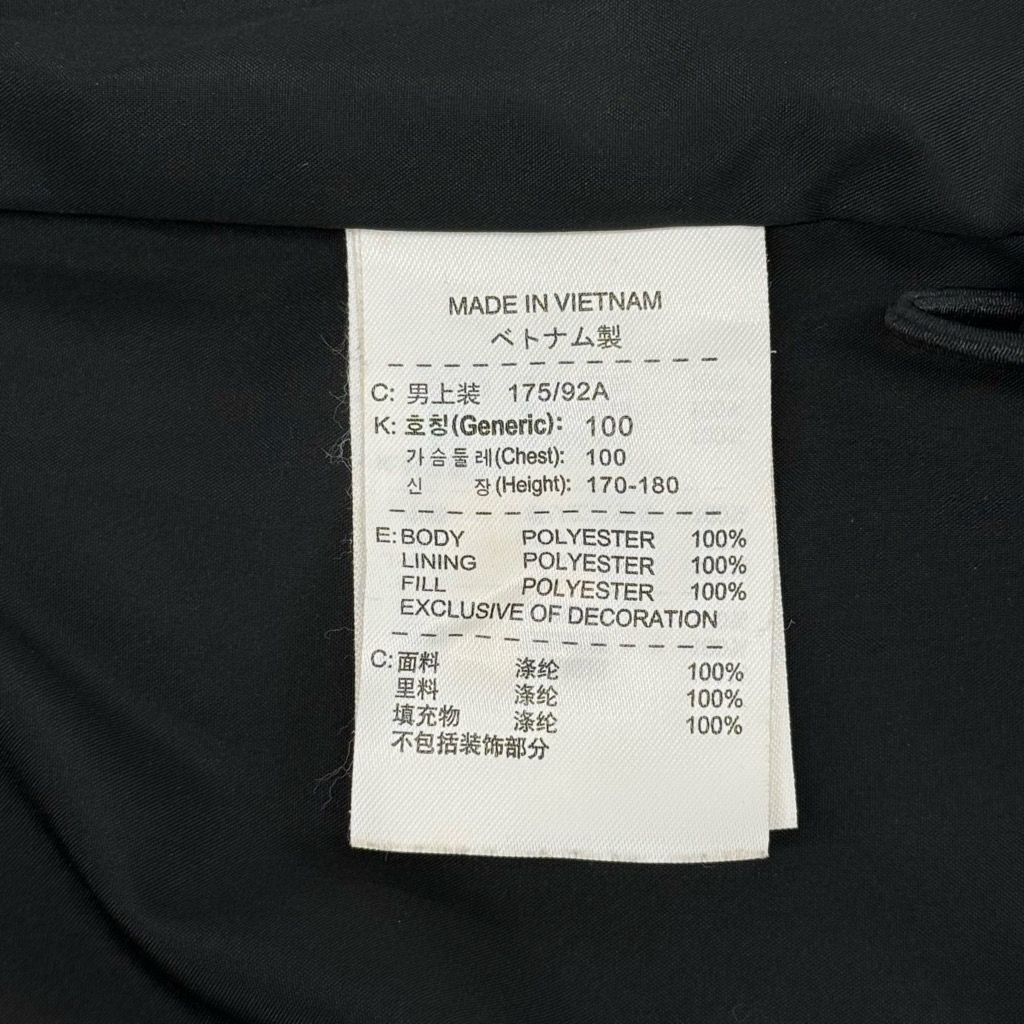 MADE IN VIETNAM
ベトナム製
C: 男上装 175/92A
K: 호칭(Generic): 100
가슴둘레(Chest): 100
신 장(Height): 170-180
E: BODY POLYESTER 100%
LINING POLYESTER 100%
FILL POLYESTER 100%
EXCLUSIVE OF DECORATION
C: 面料 涤纶 100%
里料 涤纶 100%
填充物 涤纶 100%
不包括装饰部分